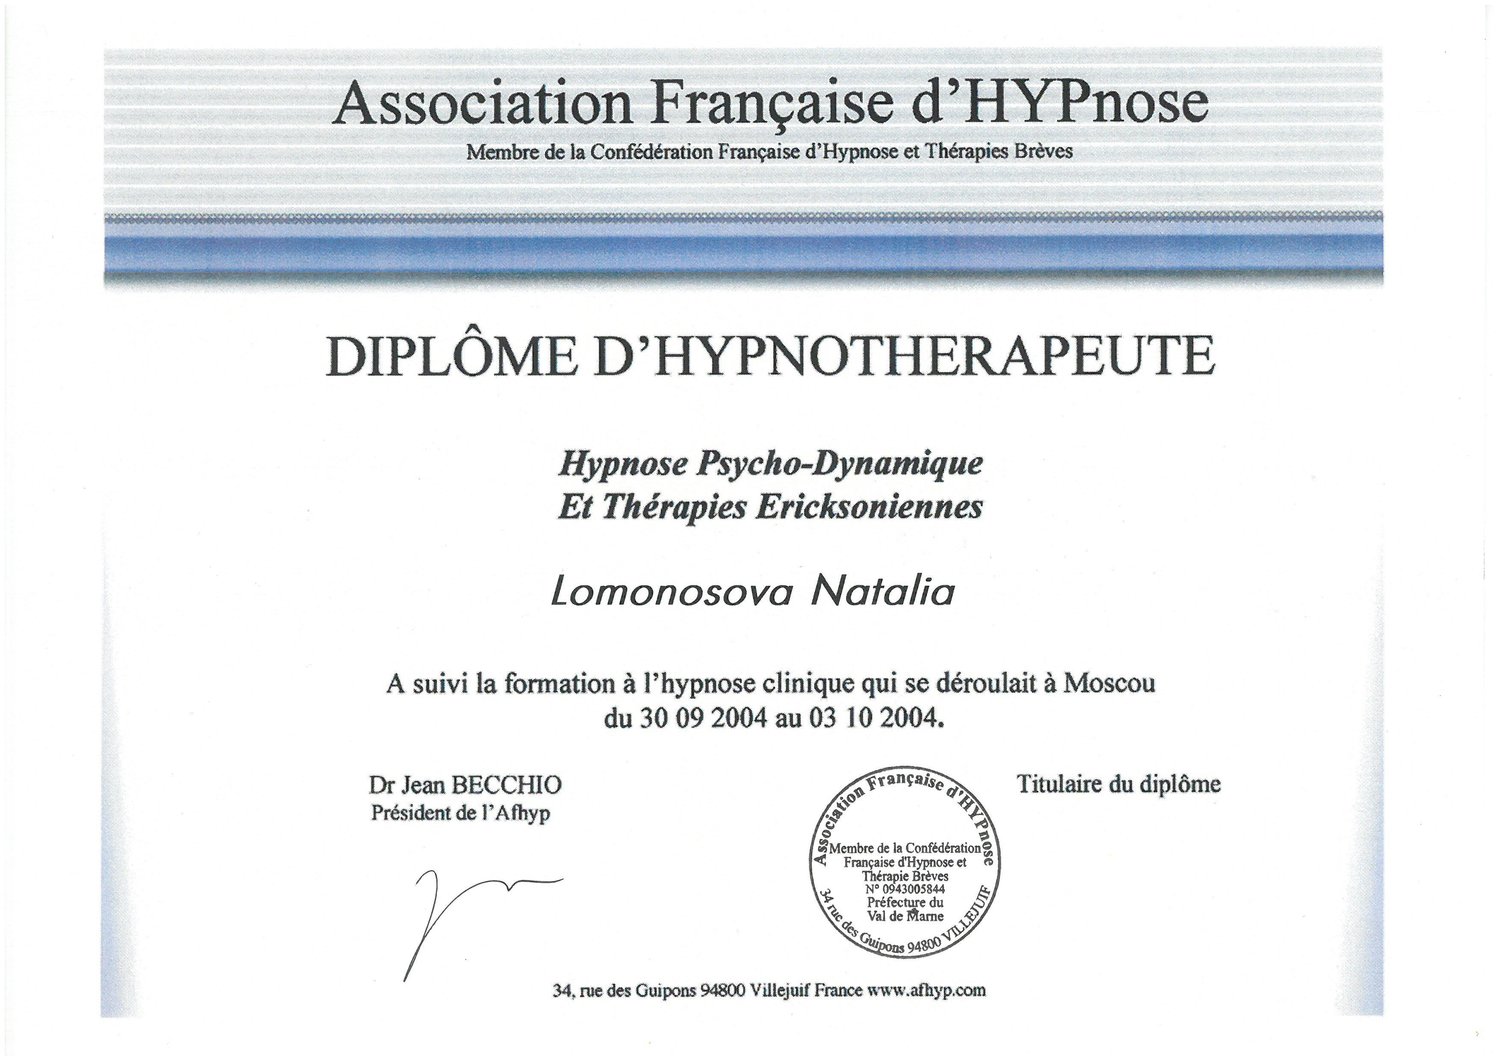 Association Française d'HYPnose
Membre de la Confédération Française d'Hypnose et Thérapies Brèves
DIPLÔME D'HYPNOTHERAPEUTE
Hypnose Psycho-Dynamique
Et Thérapies Ericksoniennes
Lomonosova Natalia
A suivi la formation à l'hypnose clinique qui se déroulait à Moscou
du 30 09 2004 au 03 10 2004.
Dr Jean BECCHIO
Président de l'Afhyp
Titulaire du diplôme
Association Française d'HYPnose
Membre de la Confédération
Française d'Hypnose et
Thérapie Brèves
N° 0943005844
Préfecture du
Val de Marne
34 rue des Guipons 94800 VILLEJUIF
34, rue des Guipons 94800 Villejuif France www.afhyp.com